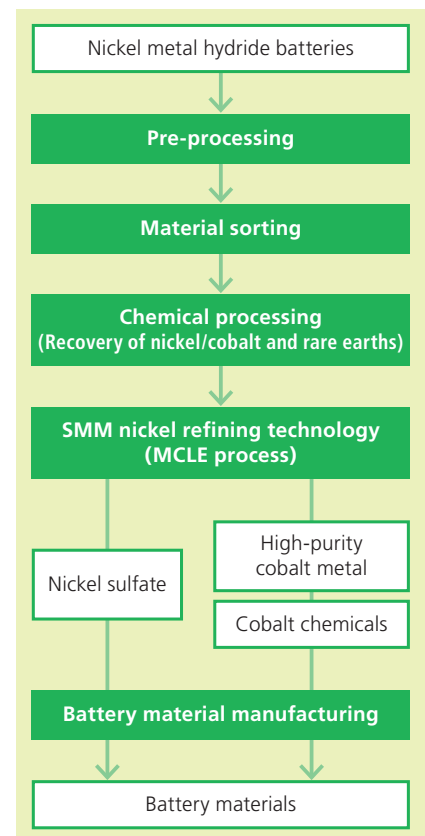 Nickel metal hydride batteries
Pre-processing
Material sorting
Chemical processing
(Recovery of nickel/cobalt and rare earths)
SMM nickel refining technology
(MCLE process)
Nickel sulfate
High-purity
cobalt metal
Cobalt chemicals
Battery material manufacturing
Battery materials